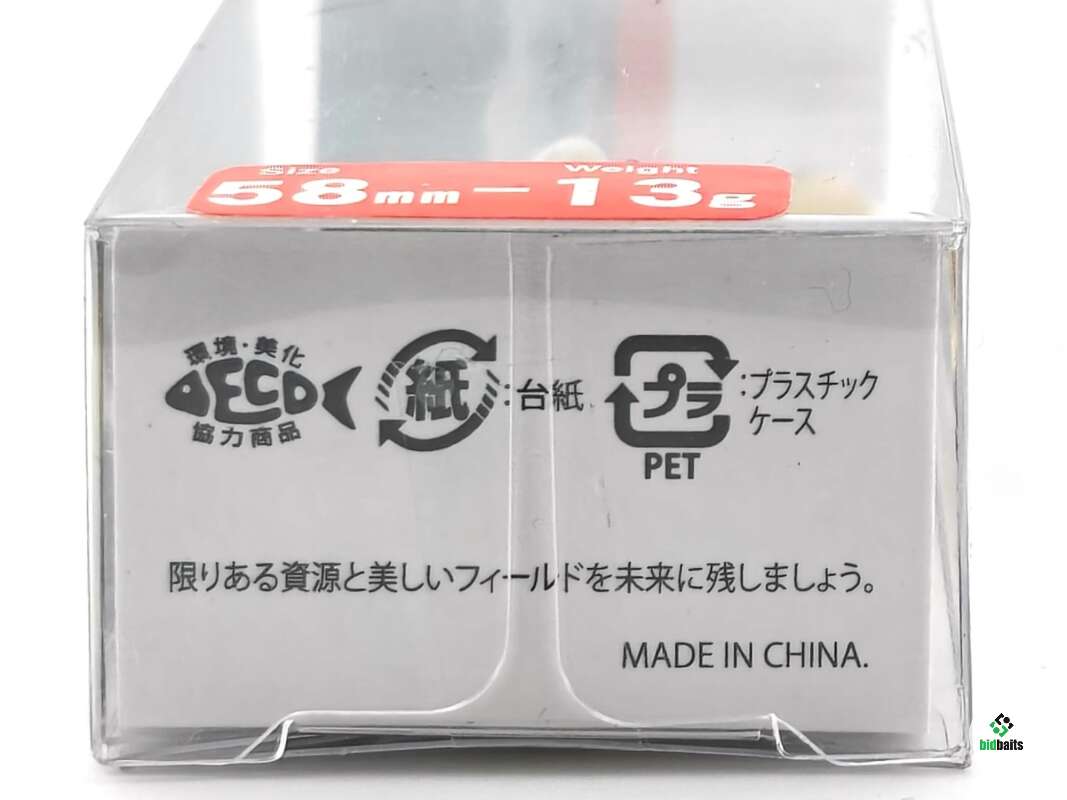 Size Weight
58mm-13g
環境・美化
ECO
協力商品
紙
:台紙
プラ
PET
:プラスチック
ケース
限りある資源と美しいフィールドを未来に残しましょう。
MADE IN CHINA.
bidbaits